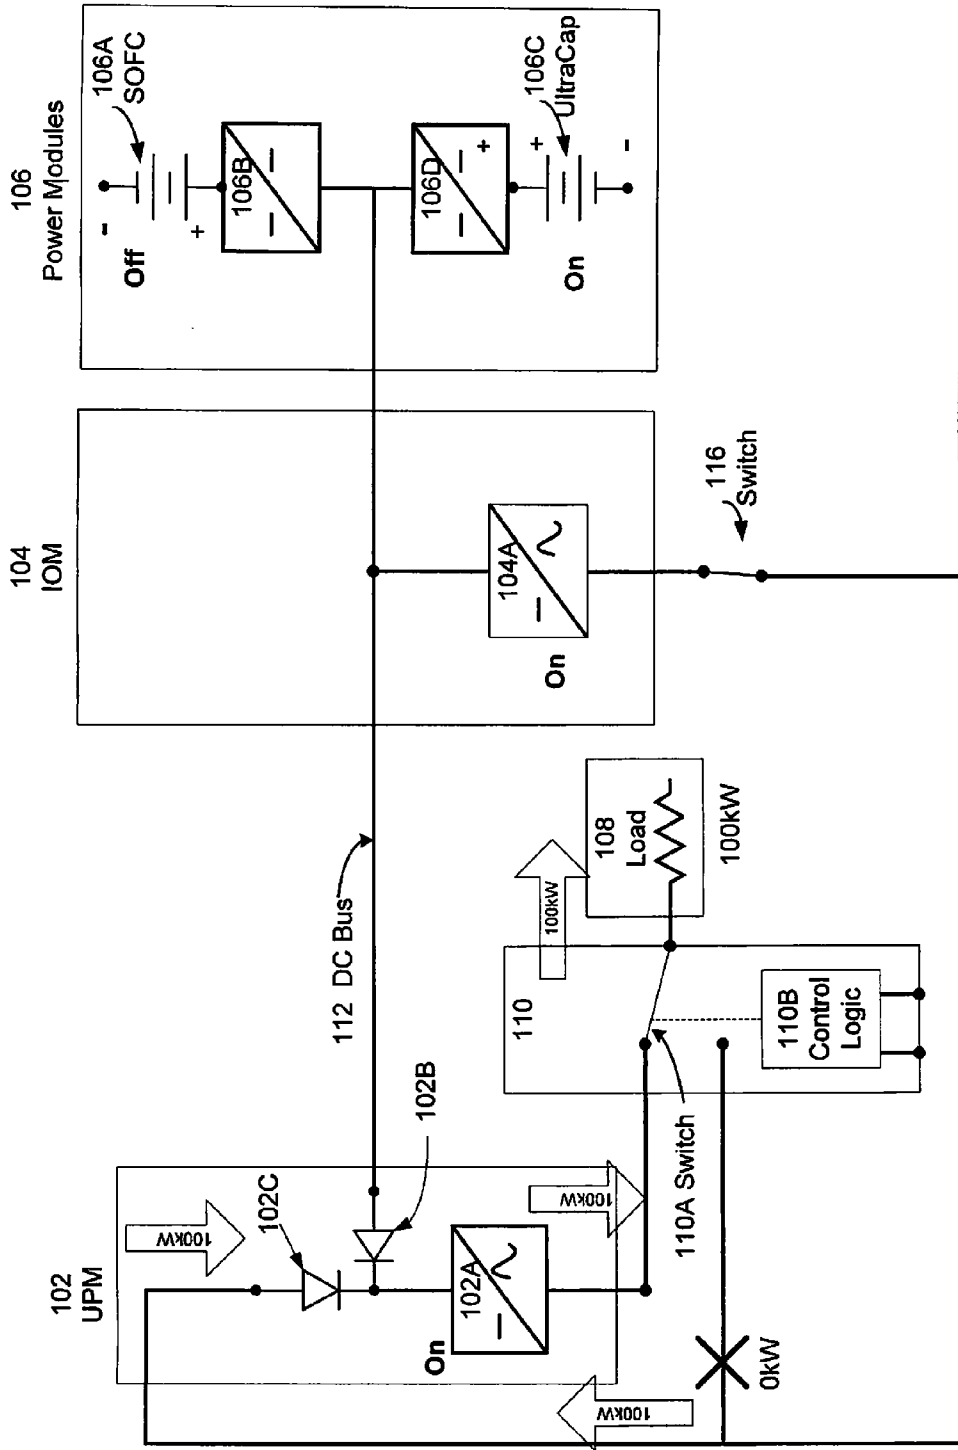 106
Power Modules
106A
SOFC
-
Off
+
106B
106D
+
+
106C
UltraCap
-
On
104
IOM
104A
On
116
Switch
112 DC Bus
100kW
108
Load
100kW
110
110B
Control
Logic
110A Switch
102
UPM
100kW
102C
102B
102A
On
100kW
100kW
0kW